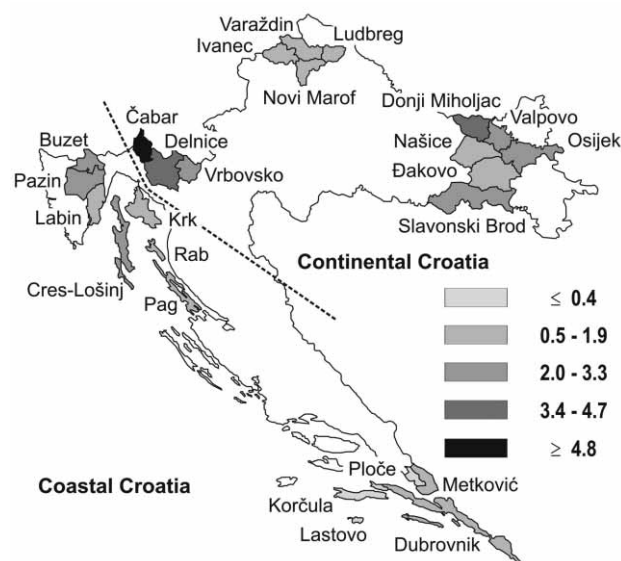 Varaždin
Ludbreg
Ivanec
Novi Marof
Donji Miholjac
Valpovo
Čabar
Buzet
Delnice
Našice
Osijek
Pazin
Vrbovsko
Đakovo
Labin
Krk
Slavonski Brod
Rab
Continental Croatia
Cres-Lošinj
≤ 0.4
Pag
0.5 - 1.9
2.0 - 3.3
3.4 - 4.7
≥ 4.8
Ploče
Coastal Croatia
Metković
Korčula
Lastovo
Dubrovnik